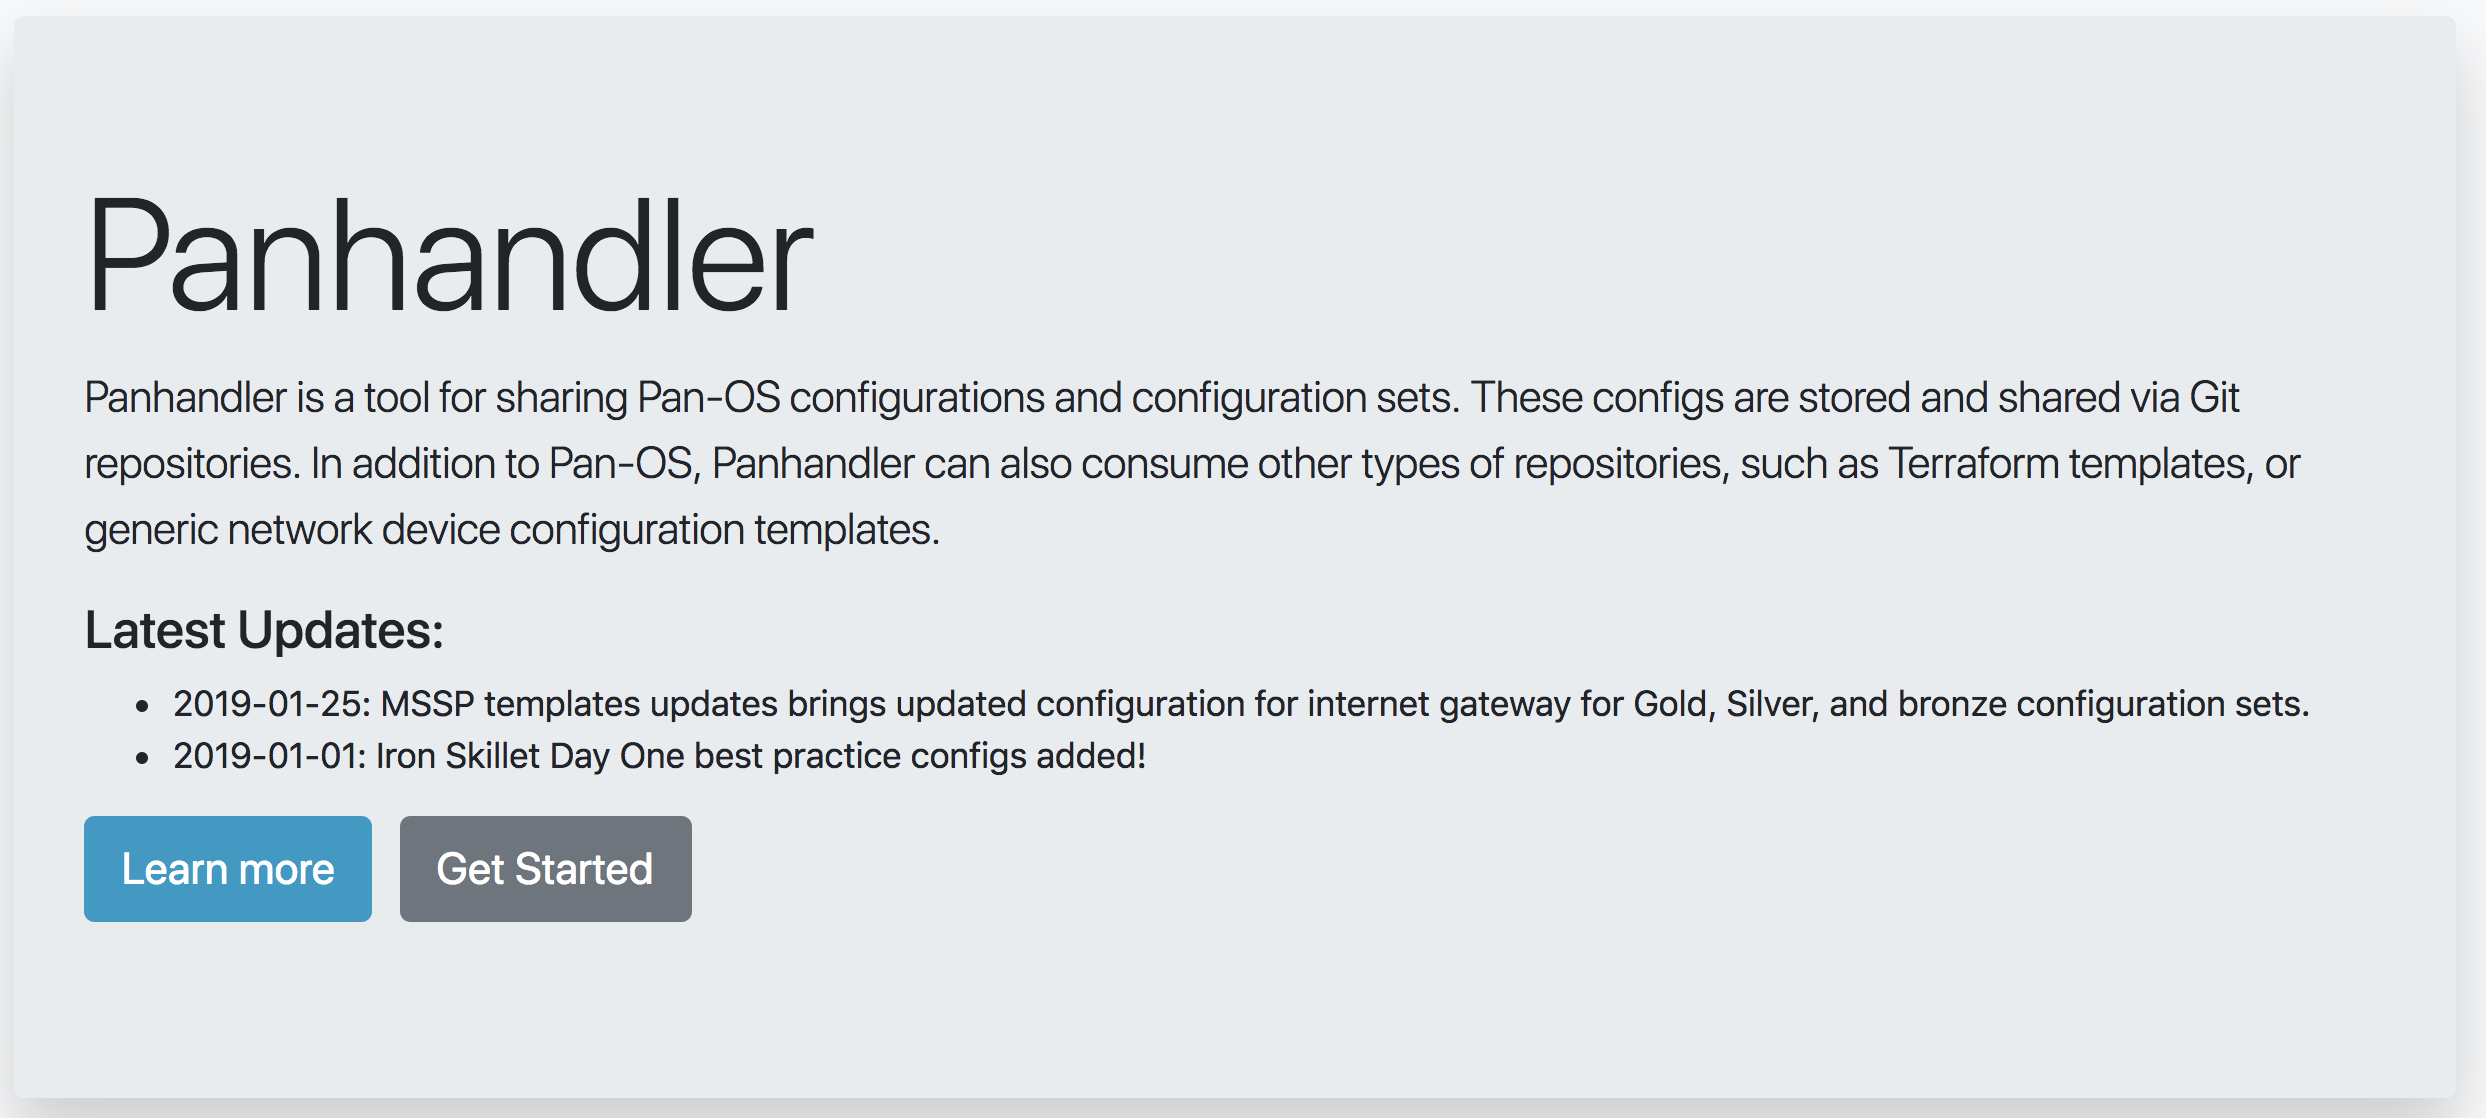 Panhandler
Panhandler is a tool for sharing Pan-OS configurations and configuration sets. These configs are stored and shared via Git
repositories. In addition to Pan-OS, Panhandler can also consume other types of repositories, such as Terraform templates, or
generic network device configuration templates.
Latest Updates:
• 2019-01-25: MSSP templates updates brings updated configuration for internet gateway for Gold, Silver, and bronze configuration sets.
• 2019-01-01: Iron Skillet Day One best practice configs added!
Learn more Get Started